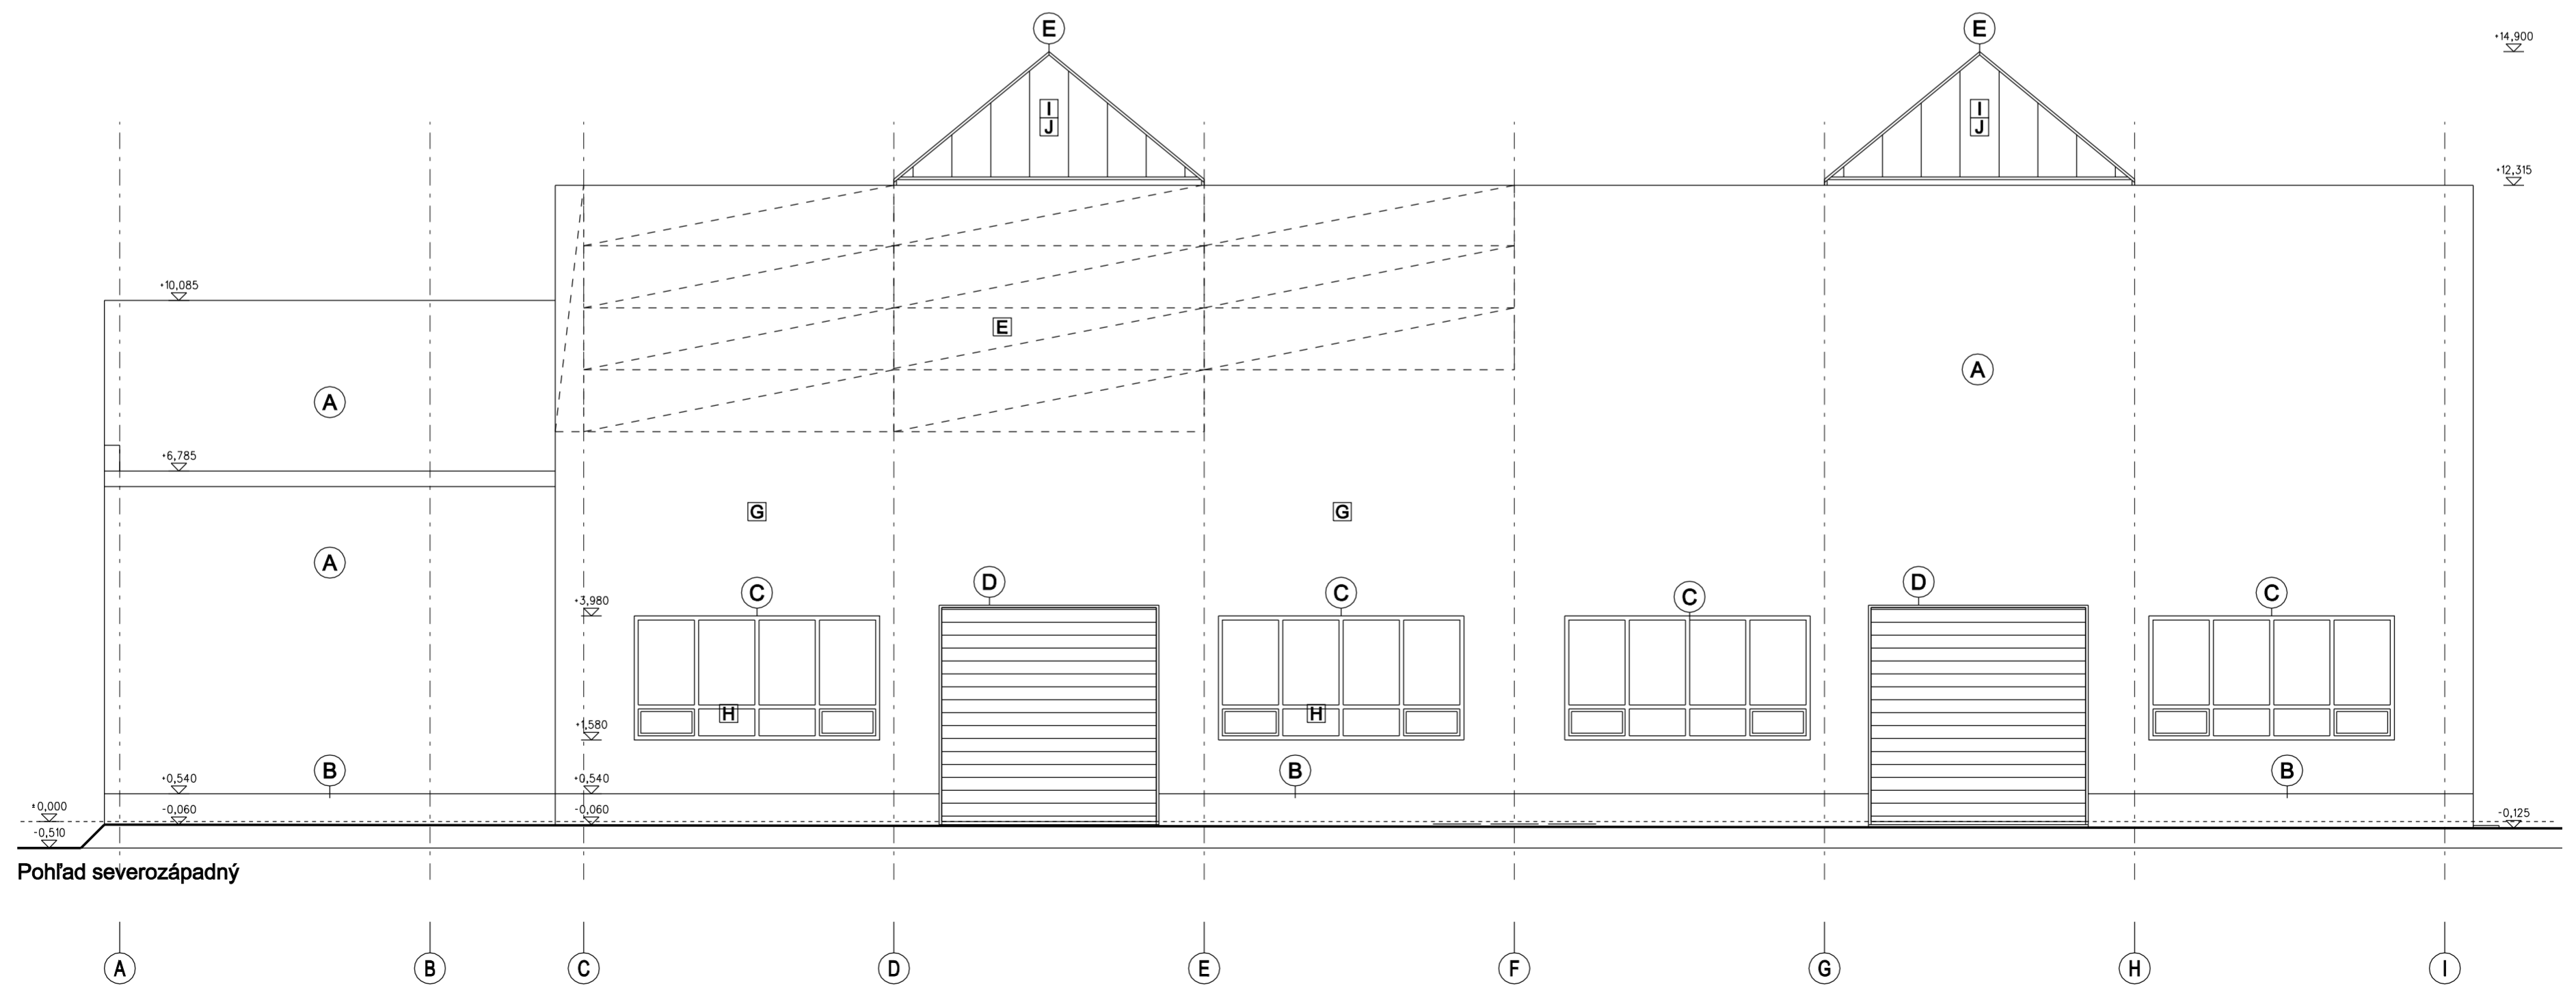 E E
+14,900
I I
J J
+12,315
+10,085
E
A
A
+6,785
G G
A
D D
C C C C
+3,980
H H
+1,580
B B B
+0,540 +0,540
±0,000 -0,060 -0,060 -0,125
-0,510
Pohľad severozápadný
A B C D E F G H I